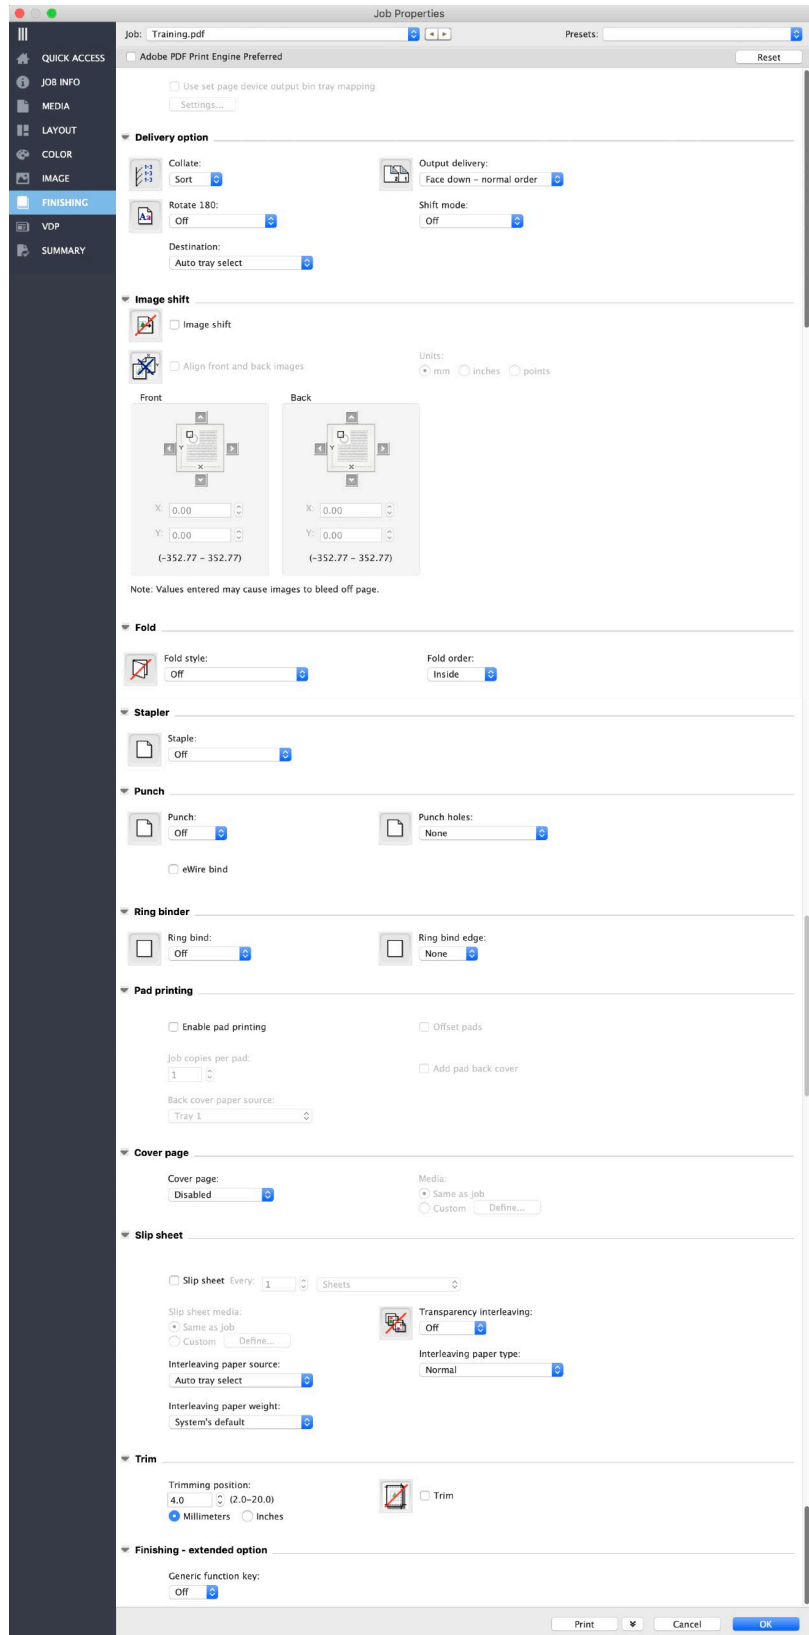 Job Properties
Job: Training.pdf Presets:
Adobe PDF Print Engine Preferred Reset
QUICK ACCESS
JOB INFO
MEDIA
LAYOUT
COLOR
IMAGE
FINISHING
VDP
SUMMARY
Use set page device output bin tray mapping
Settings...
Delivery option
Collate: Output delivery:
Sort Face down - normal order
Rotate 180: Shift mode:
Off Off
Destination:
Auto tray select
Image shift
Image shift
Align front and back images Units:
mm inches points
Front Back
Y Y
X X
X: 0.00 X: 0.00
Y: 0.00 Y: 0.00
(-352.77 - 352.77) (-352.77 - 352.77)
Note: Values entered may cause images to bleed off page.
Fold
Fold style: Fold order:
Off Inside
Stapler
Staple:
Off
Punch
Punch: Punch holes:
Off None
eWire bind
Ring binder
Ring bind: Ring bind edge:
Off None
Pad printing
Enable pad printing Offset pads
Job copies per pad:
1 Add pad back cover
Back cover paper source:
Tray 1
Cover page
Cover page: Media:
Disabled Same as job
Custom Define...
Slip sheet
Slip sheet Every: 1 Sheets
Slip sheet media: Transparency interleaving:
Same as job Off
Custom Define...
Interleaving paper type:
Interleaving paper source: Normal
Auto tray select
Interleaving paper weight:
System's default
Trim
Trimming position:
4.0 (2.0-20.0) Trim
Millimeters Inches
Finishing - extended option
Generic function key:
Off
Print Cancel OK